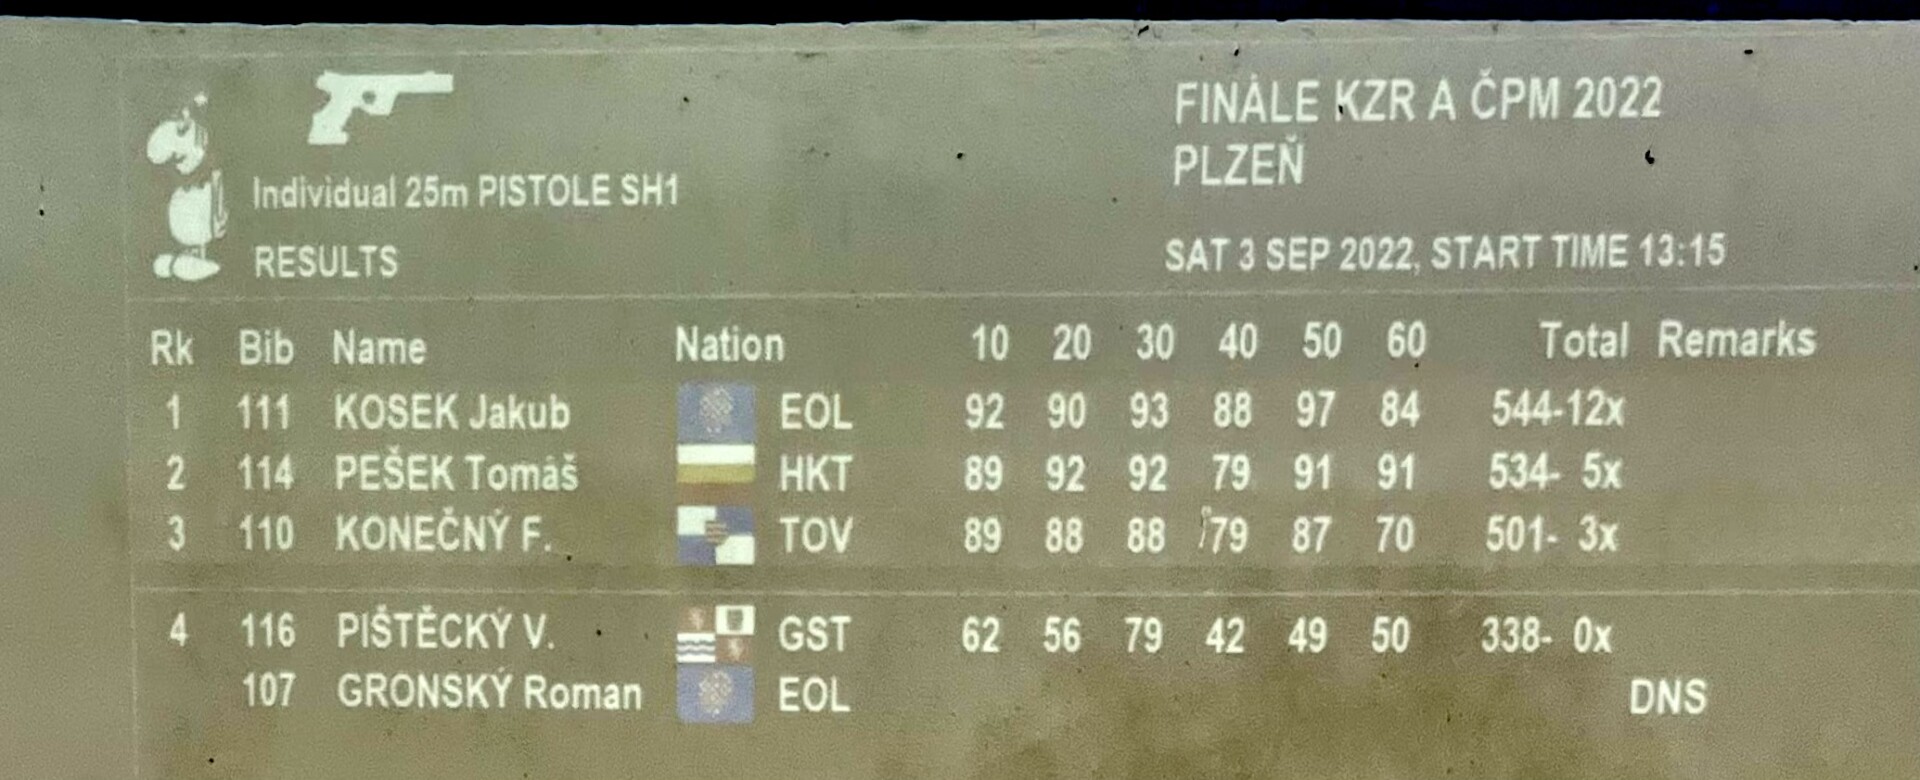 FINÁLE KZR A ČPM 2022
PLZEŇ
Individual 25m PISTOLE SH1
RESULTS
SAT 3 SEP 2022, START TIME 13:15
Rk Bib Name Nation 10 20 30 40 50 60 Total Remarks
1 111 KOSEK Jakub EOL 92 90 93 88 97 84 544-12x
2 114 PEŠEK Tomáš HKT 89 92 92 79 91 91 534- 5x
3 110 KONEČNÝ F. TOV 89 88 88 79 87 70 501- 3x
4 116 PIŠTĚCKÝ V. GST 62 56 79 42 49 50 338- 0x
107 GRONSKÝ Roman EOL DNS